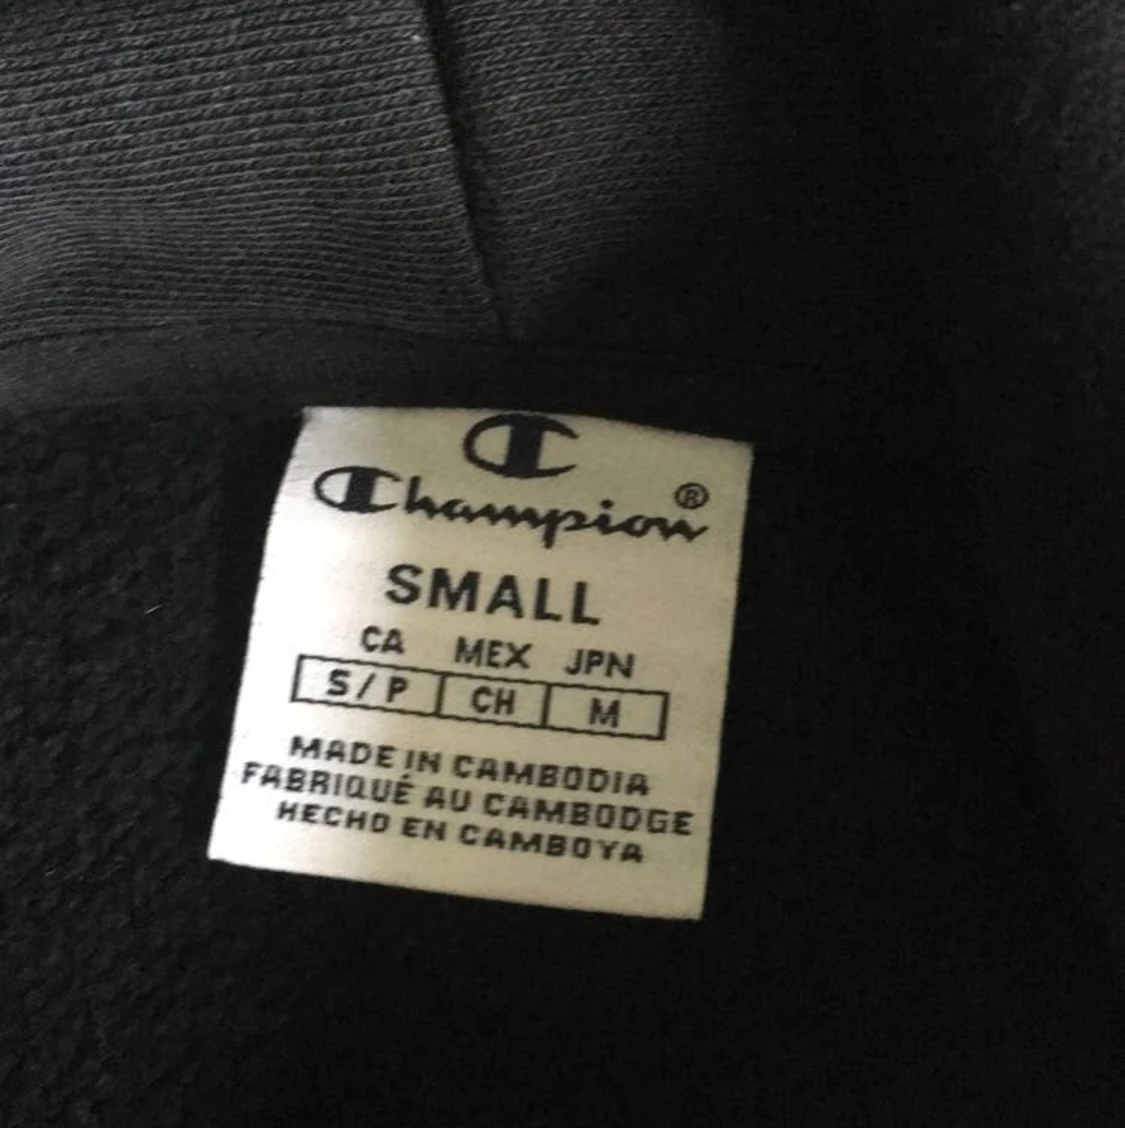 Champion®
SMALL
CA MEX JPN
S/P CH M
MADE IN CAMBODIA
FABRIQUÉ AU CAMBODGE
HECHO EN CAMBOYA